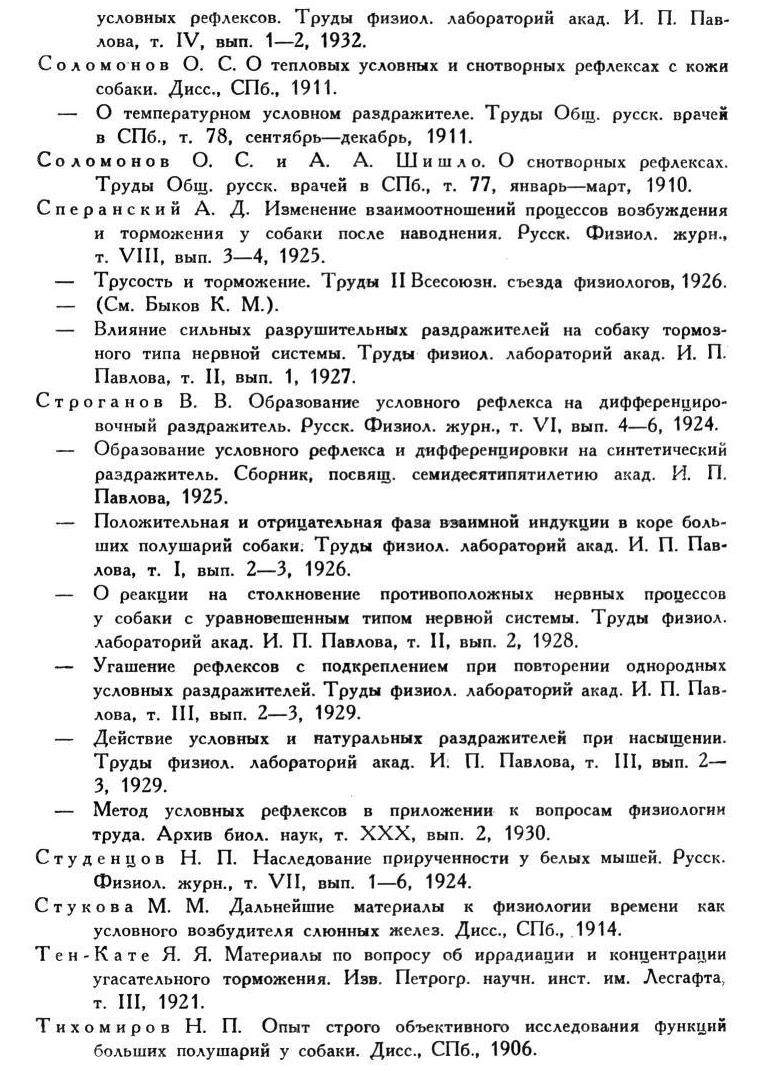 условных рефлексов. Труды физиол. лабораторий акад. И. П. Пав-
лова, т. IV, вып. 1—2, 1932.
Соломонов О. С. О тепловых условных и снотворных рефлексах с кожи
собаки. Дисс., СПб., 1911.
— О температурном условном раздражителе. Труды Общ. русск. врачей
в СПб., т. 78, сентябрь—декабрь, 1911.
Соломонов О. С. и А. А. Шишло. О снотворных рефлексах.
Труды Общ. русск. врачей в СПб., т. 77, январь—март, 1910.
Сперанский А. Д. Изменение взаимоотношений процессов возбуждения
и торможения у собаки после наводнения. Русск. Физиол. журн.,
т. VIII, вып. 3—4, 1925.
— Трусость и торможение. Труды II Всесоюзн. съезда физиологов, 1926.
— (См. Быков К. М.).
— Влияние сильных разрушительных раздражителей на собаку тормоз-
ного типа нервной системы. Труды физиол. лабораторий акад. И. П.
Павлова, т. II, вып. 1, 1927.
Строганов В. В. Образование условного рефлекса на дифференциро-
вочный раздражитель. Русск. Физиол. журн., т. VI, вып. 4—6, 1924.
— Образование условного рефлекса и дифференцировки на синтетический
раздражитель. Сборник, посвящ. семидесятипятилетию акад. И. П.
Павлова, 1925.
— Положительная и отрицательная фаза взаимной индукции в коре боль-
ших полушарий собаки. Труды физиол. лабораторий акад. И. П. Пав-
лова, т. I, вып. 2—3, 1926.
— О реакции на столкновение противоположных нервных процессов
у собаки с уравновешенным типом нервной системы. Труды физиол.
лабораторий акад. И. П. Павлова, т. II, вып. 2, 1928.
— Угашение рефлексов с подкреплением при повторении однородных
условных раздражителей. Труды физиол. лабораторий акад. И. П. Пав-
лова, т. III, вып. 2—3, 1929.
— Действие условных и натуральных раздражителей при насыщении.
Труды физиол. лабораторий акад. И. П. Павлова, т. III, вып. 2—
3, 1929.
— Метод условных рефлексов в приложении к вопросам физиологии
труда. Архив биол. наук, т. XXX, вып. 2, 1930.
Студенцов Н. П. Наследование прирученности у белых мышей. Русск.
Физиол. журн., т. VII, вып. 1—6, 1924.
Стукова М. М. Дальнейшие материалы к физиологии времени как
условного возбудителя слюнных желез. Дисс., СПб., 1914.
Тен-Кате Я. Я. Материалы по вопросу об иррадиации и концентрации
угасательного торможения. Изв. Петрогр. научн. инст. им. Лесгафта,
т. III, 1921.
Тихомиров Н. П. Опыт строго объективного исследования функций
больших полушарий у собаки. Дисс., СПб., 1906.